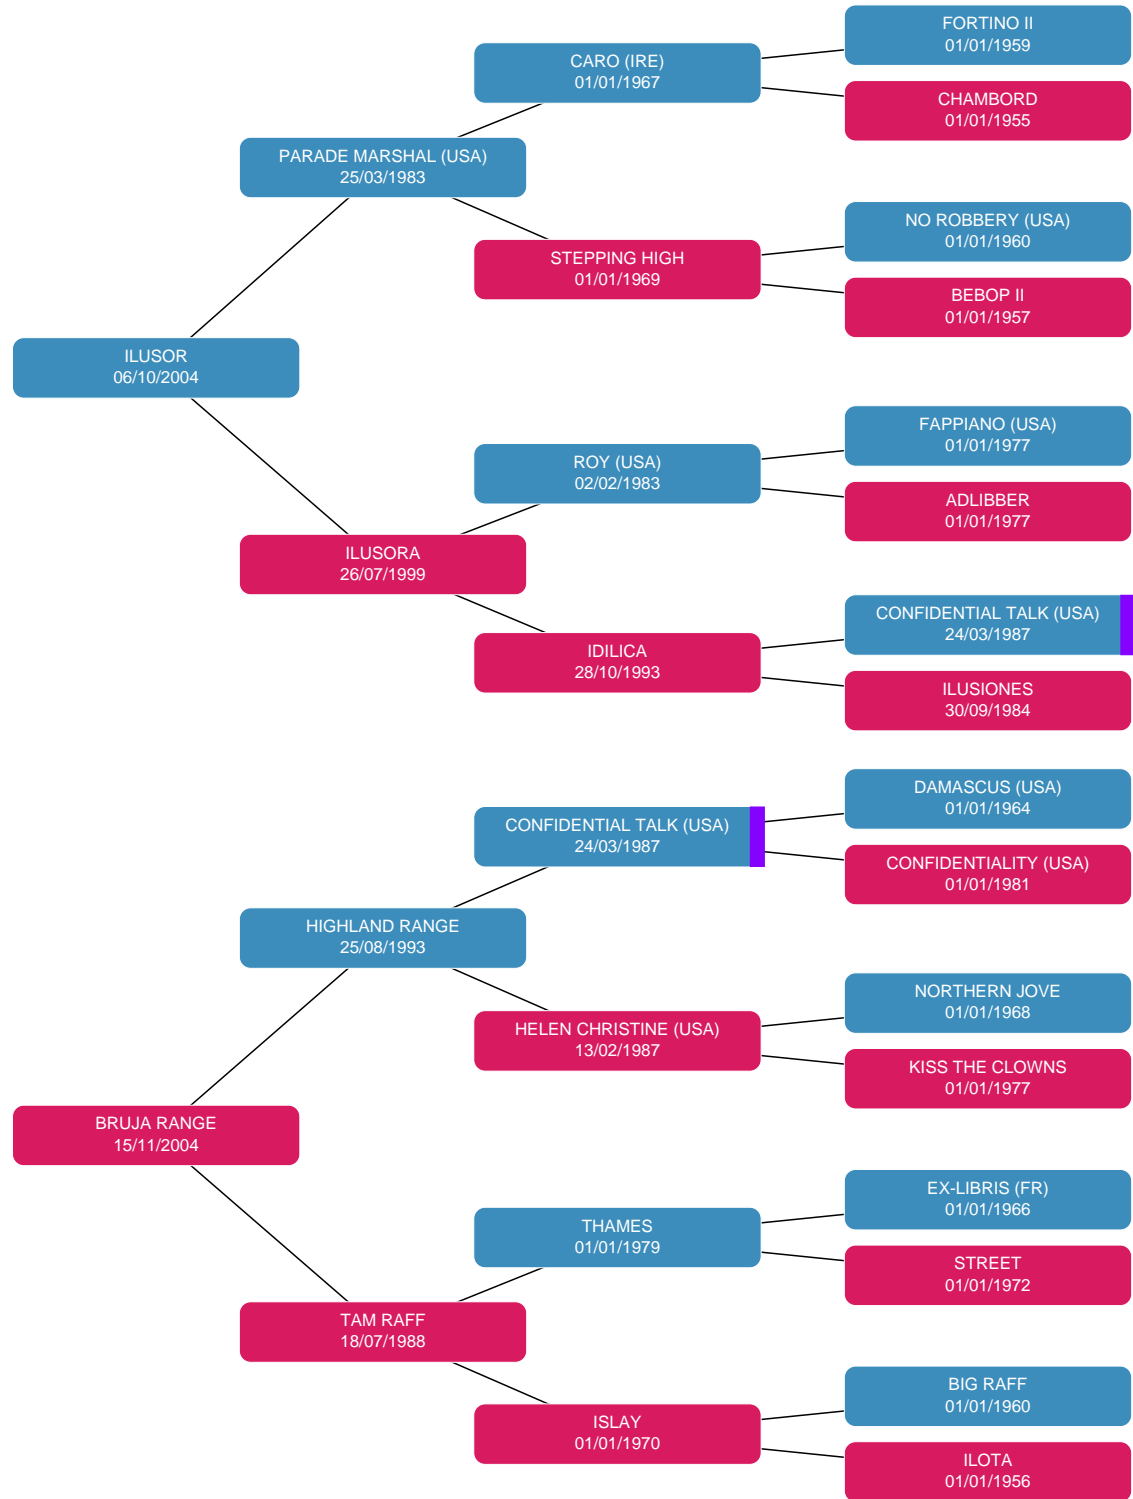 FORTINO II
01/01/1959
CARO (IRE)
01/01/1967
CHAMBORD
01/01/1955
PARADE MARSHAL (USA)
25/03/1983
NO ROBBERY (USA)
01/01/1960
STEPPING HIGH
01/01/1969
BEBOP II
01/01/1957
ILUSOR
06/10/2004
FAPPIANO (USA)
01/01/1977
ROY (USA)
02/02/1983
ADLIBBER
01/01/1977
ILUSORA
26/07/1999
CONFIDENTIAL TALK (USA)
24/03/1987
IDILICA
28/10/1993
ILUSIONES
30/09/1984
DAMASCUS (USA)
01/01/1964
CONFIDENTIAL TALK (USA)
24/03/1987
CONFIDENTIALITY (USA)
01/01/1981
HIGHLAND RANGE
25/08/1993
NORTHERN JOVE
01/01/1968
HELEN CHRISTINE (USA)
13/02/1987
KISS THE CLOWNS
01/01/1977
BRUJA RANGE
15/11/2004
EX-LIBRIS (FR)
01/01/1966
THAMES
01/01/1979
STREET
01/01/1972
TAM RAFF
18/07/1988
BIG RAFF
01/01/1960
ISLAY
01/01/1970
ILOTA
01/01/1956